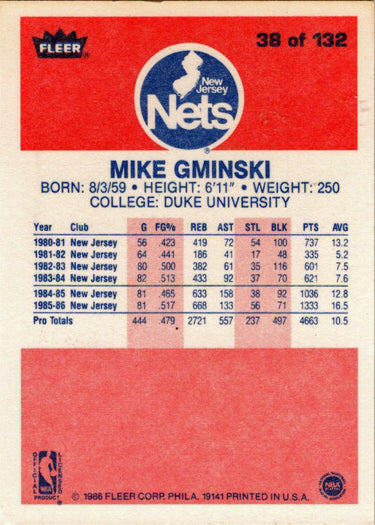 FLEER
38 of 132
New
Jersey
Nets
MIKE GMINSKI
BORN: 8/3/59 • HEIGHT: 6'11" • WEIGHT: 250
COLLEGE: DUKE UNIVERSITY
Year Club G FG% REB AST STL BLK PTS AVG
1980-81 New Jersey 56 .423 419 72 54 100 737 13.2
1981-82 New Jersey 64 .441 186 41 17 48 335 5.2
1982-83 New Jersey 80 .500 382 61 35 116 601 7.5
1983-84 New Jersey 82 .513 433 92 37 70 621 7.6
1984-85 New Jersey 81 .465 633 158 38 92 1036 12.8
1985-86 New Jersey 81 .517 668 133 56 71 1333 16.5
Pro Totals 444 .479 2721 557 237 497 4663 10.5
OFFICIAL LICENSED
NBA
PRODUCT
© 1986 FLEER CORP. PHILA. 19141 PRINTED IN U.S.A.
NBA